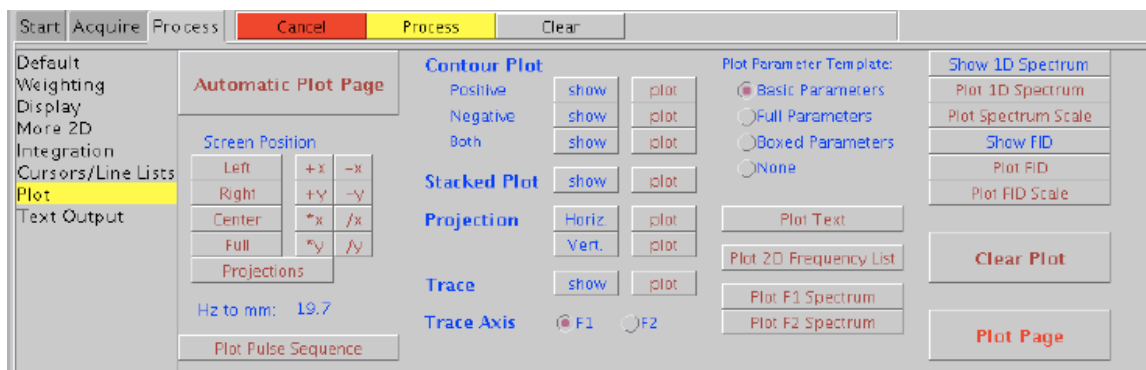 Start Acquire Process Cancel Process Clear
Default
Weighting
Display
More 2D
Integration
Cursors/Line Lists
Plot
Text Output
Automatic Plot Page
Screen Position
Left +x -x
Right +y -y
Center *x /x
Full *y /y
Projections
Hz to mm: 19.7
Plot Pulse Sequence
Contour Plot
Positive show plot
Negative show plot
Both show plot
Stacked Plot show plot
Projection Horiz. plot
Vert. plot
Trace show plot
Trace Axis F1 F2
Plot Parameter Template:
Basic Parameters
Full Parameters
Boxed Parameters
None
Plot Text
Plot 2D Frequency List
Plot F1 Spectrum
Plot F2 Spectrum
Show 1D Spectrum
Plot 1D Spectrum
Plot Spectrum Scale
Show FID
Plot FID
Plot FID Scale
Clear Plot
Plot Page